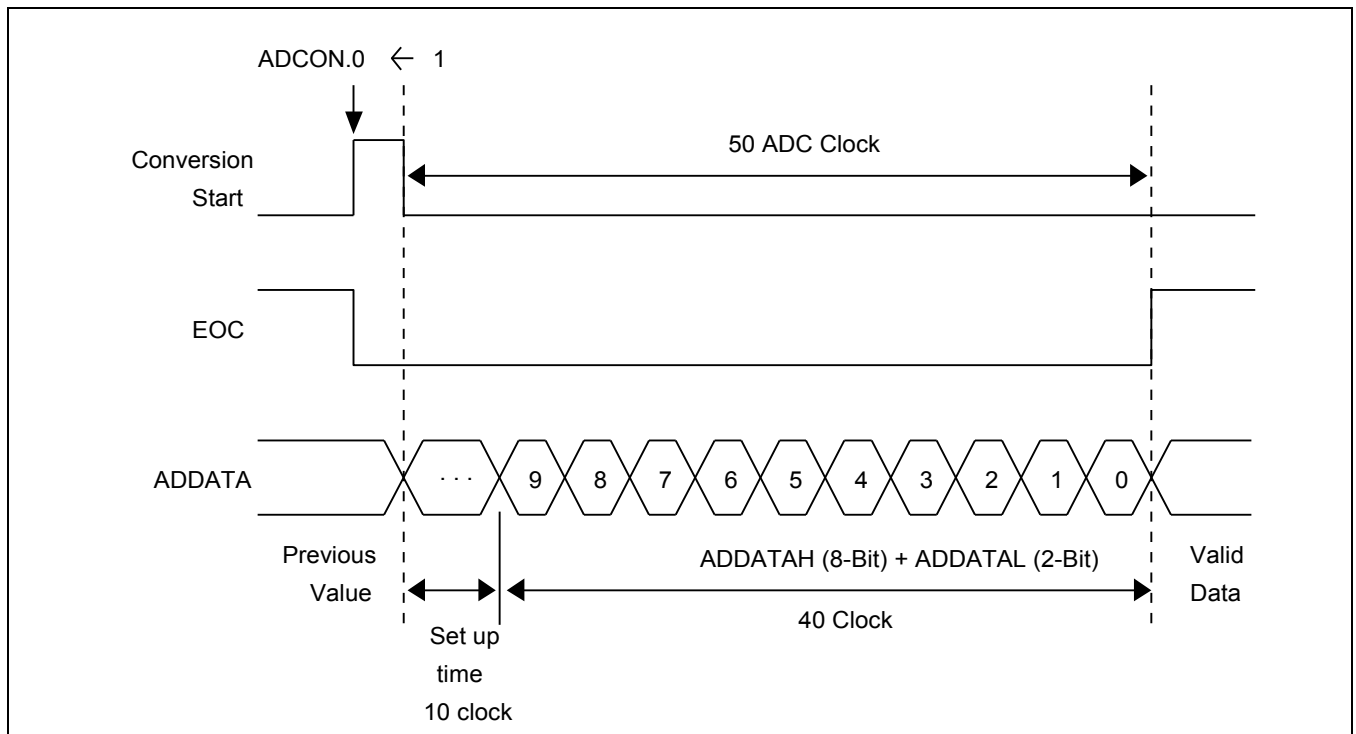 ADCON.0 ← 1
Conversion
Start
50 ADC Clock
EOC
ADDATA
· · · 9 8 7 6 5 4 3 2 1 0
Previous
Value
ADDATAH (8-Bit) + ADDATAL (2-Bit)
Valid
Data
40 Clock
Set up
time
10 clock